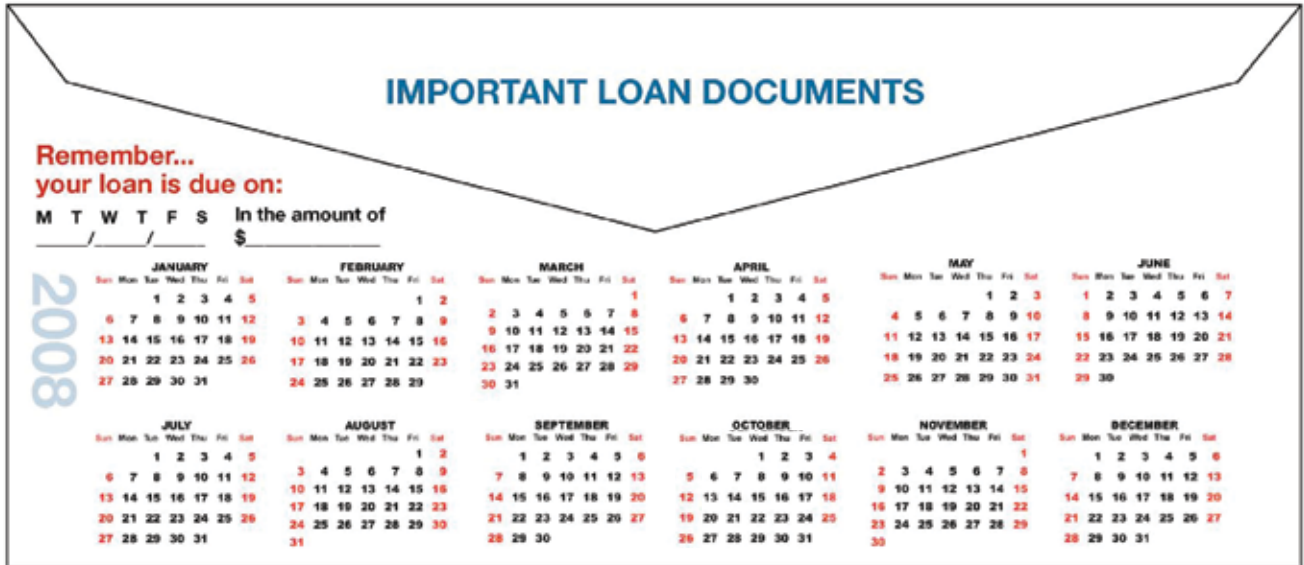 IMPORTANT LOAN DOCUMENTS
Remember...
your loan is due on:
M T W T F S In the amount of
_____/_____/_____ $_____________
2008
JANUARY FEBRUARY MARCH APRIL MAY JUNE
Sun Mon Tue Wed Thu Fri Sat Sun Mon Tue Wed Thu Fri Sat Sun Mon Tue Wed Thu Fri Sat Sun Mon Tue Wed Thu Fri Sat Sun Mon Tue Wed Thu Fri Sat Sun Mon Tue Wed Thu Fri Sat
1 2 3 4 5 1 2 1 1 2 3 4 5 1 2 3 1 2 3 4 5 6 7
6 7 8 9 10 11 12 3 4 5 6 7 8 9 2 3 4 5 6 7 8 6 7 8 9 10 11 12 4 5 6 7 8 9 10 8 9 10 11 12 13 14
13 14 15 16 17 18 19 10 11 12 13 14 15 16 9 10 11 12 13 14 15 13 14 15 16 17 18 19 11 12 13 14 15 16 17 15 16 17 18 19 20 21
20 21 22 23 24 25 26 17 18 19 20 21 22 23 16 17 18 19 20 21 22 20 21 22 23 24 25 26 18 19 20 21 22 23 24 22 23 24 25 26 27 28
27 28 29 30 31 24 25 26 27 28 29 23 24 25 26 27 28 29 27 28 29 30 25 26 27 28 29 30 31 29 30
30 31
JULY AUGUST SEPTEMBER OCTOBER NOVEMBER DECEMBER
Sun Mon Tue Wed Thu Fri Sat Sun Mon Tue Wed Thu Fri Sat Sun Mon Tue Wed Thu Fri Sat Sun Mon Tue Wed Thu Fri Sat Sun Mon Tue Wed Thu Fri Sat Sun Mon Tue Wed Thu Fri Sat
1 2 3 4 5 1 2 1 2 3 4 5 6 1 2 3 4 1 1 2 3 4 5 6
6 7 8 9 10 11 12 3 4 5 6 7 8 9 7 8 9 10 11 12 13 5 6 7 8 9 10 11 2 3 4 5 6 7 8 7 8 9 10 11 12 13
13 14 15 16 17 18 19 10 11 12 13 14 15 16 14 15 16 17 18 19 20 12 13 14 15 16 17 18 9 10 11 12 13 14 15 14 15 16 17 18 19 20
20 21 22 23 24 25 26 17 18 19 20 21 22 23 21 22 23 24 25 26 27 19 20 21 22 23 24 25 16 17 18 19 20 21 22 21 22 23 24 25 26 27
27 28 29 30 31 24 25 26 27 28 29 30 28 29 30 26 27 28 29 30 31 23 24 25 26 27 28 29 28 29 30 31
31 30